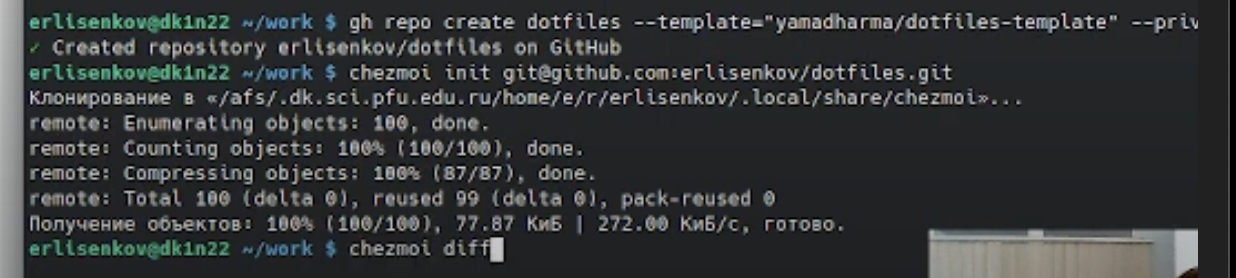 erlisenkov@dk1n22 ~/work $ gh repo create dotfiles --template="yamadharma/dotfiles-template" --priv
✓ Created repository erlisenkov/dotfiles on GitHub
erlisenkov@dk1n22 ~/work $ chezmoi init git@github.com:erlisenkov/dotfiles.git
Клонирование в «/afs/.dk.sci.pfu.edu.ru/home/e/r/erlisenkov/.local/share/chezmoi»...
remote: Enumerating objects: 100, done.
remote: Counting objects: 100% (100/100), done.
remote: Compressing objects: 100% (87/87), done.
remote: Total 100 (delta 0), reused 99 (delta 0), pack-reused 0
Получение объектов: 100% (100/100), 77.87 КиБ | 272.00 КиБ/с, готово.
erlisenkov@dk1n22 ~/work $ chezmoi diff